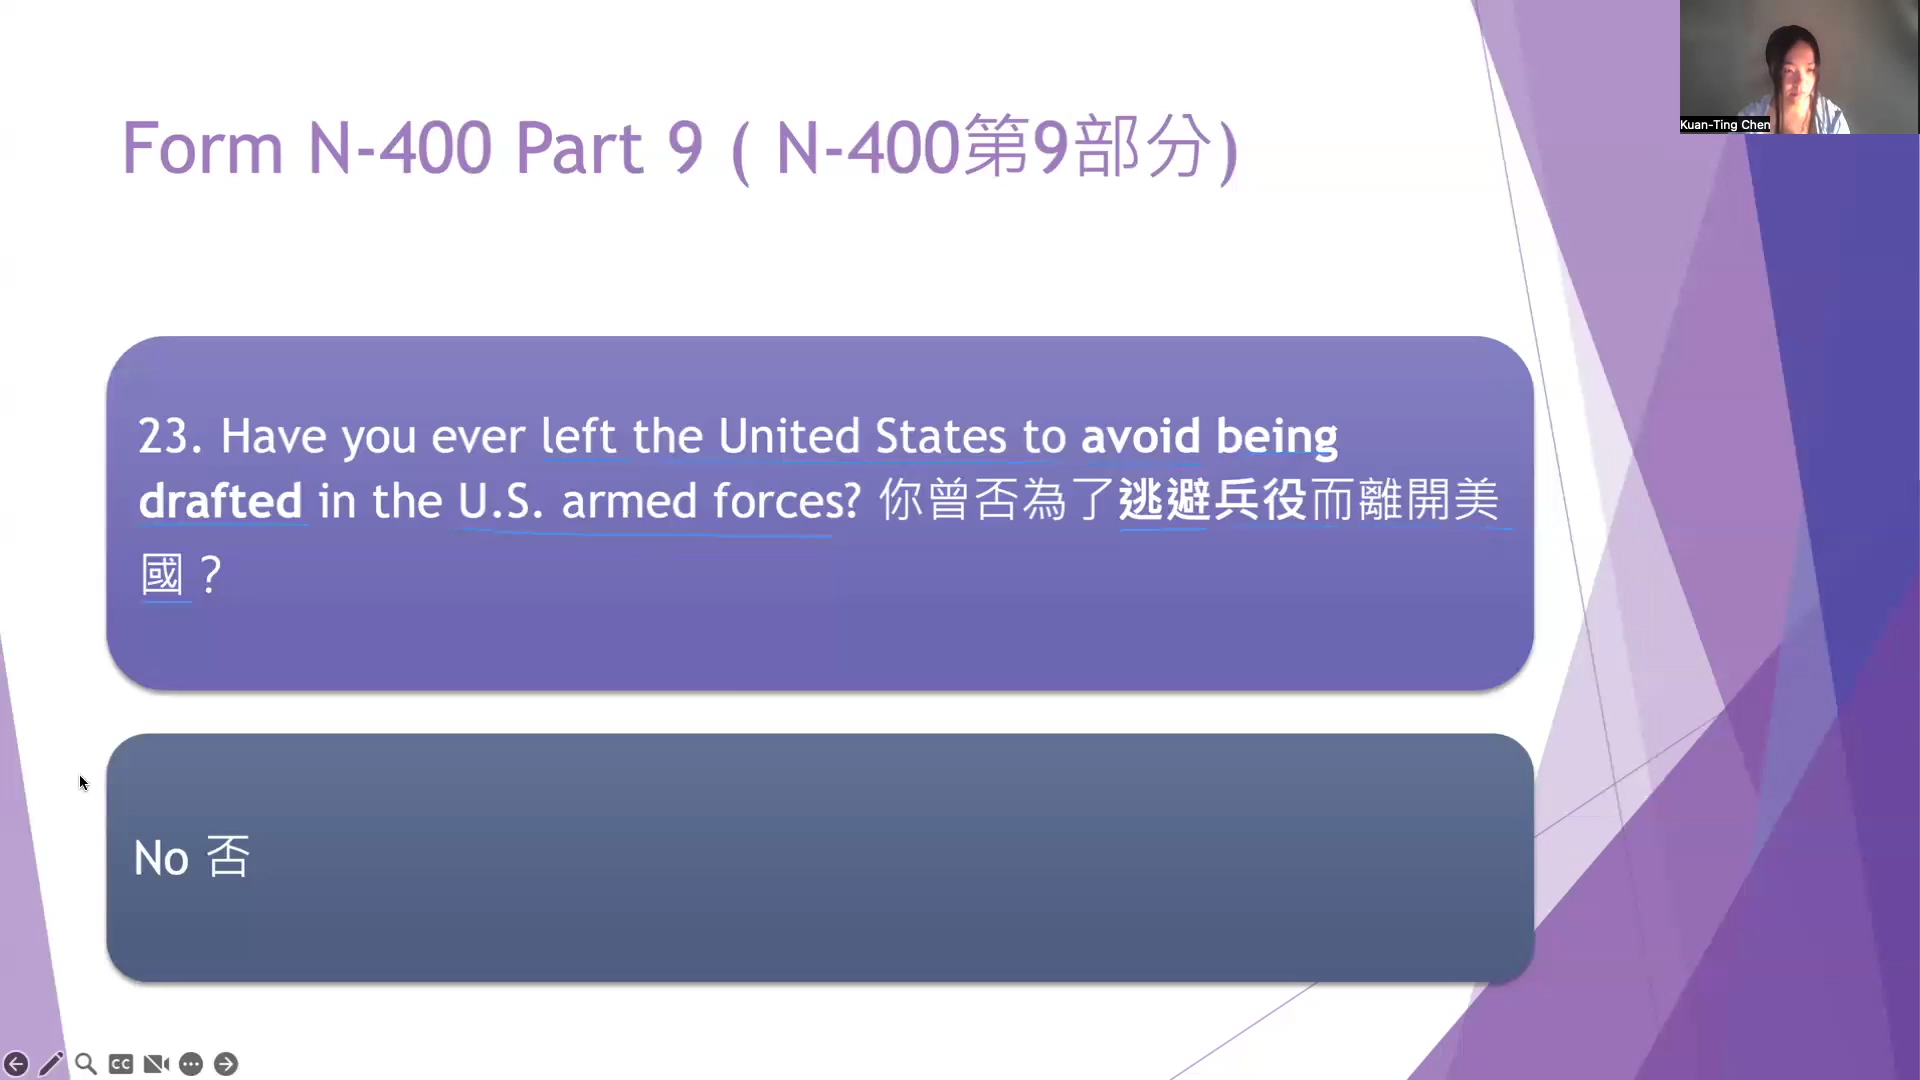 Kuan-Ting Chen
Form N-400 Part 9 ( N-400第9部分)
23. Have you ever left the United States to avoid being
drafted in the U.S. armed forces? 你曾否為了逃避兵役而離開美
國？
No 否
CC